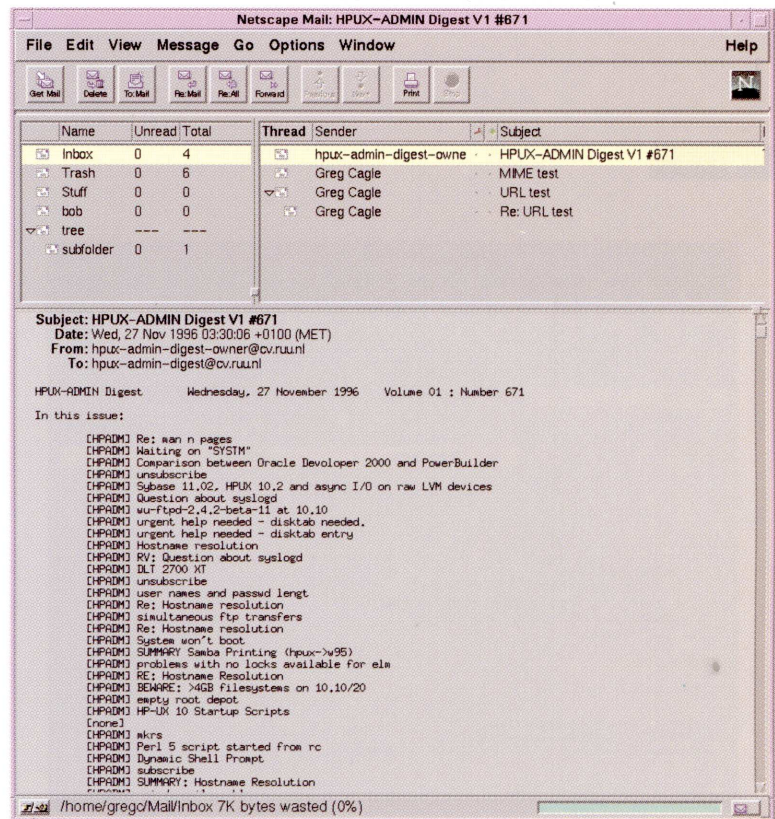 Netscape Mail: HPUX-ADMIN Digest V1 #671
File Edit View Message Go Options Window Help
Get Mail Delete To: Mail Re: Mail Re: All Forward Previous Next Print Stop
N
Name Unread Total
Inbox 0 4
Trash 6 6
Stuff 0 0
bob 0 0
tree --- ---
subfolder 0 1
Thread Sender Subject
hpux-admin-digest-owne HPUX-ADMIN Digest V1 #671
Greg Cagle MIME test
Greg Cagle URL test
Greg Cagle Re: URL test
Subject: HPUX-ADMIN Digest V1 #671
Date: Wed, 27 Nov 1996 03:30:06 +0100 (MET)
From: hpux-admin-digest-owner@cv.ruu.nl
To: hpux-admin-digest@cv.ruu.nl
HPUX-ADMIN Digest Wednesday, 27 November 1996 Volume 01 : Number 671
In this issue:
[HPADM] Re: man n pages
[HPADM] Waiting on "SYSTM"
[HPADM] Comparison between Oracle Devoloper 2000 and PowerBuilder
[HPADM] unsubscribe
[HPADM] Sybase 11.02, HPUX 10.2 and async I/O on raw LVM devices
[HPADM] Question about syslogd
[HPADM] wu-ftpd-2.4.2-beta-11 at 10.10
[HPADM] urgent help needed - disktab needed.
[HPADM] urgent help needed - disktab entry
[HPADM] Hostname resolution
[HPADM] RV: Question about syslogd
[HPADM] DLT 2700 XT
[HPADM] unsubscribe
[HPADM] user names and passwd lengt
[HPADM] Re: Hostname resolution
[HPADM] simultaneous ftp transfers
[HPADM] Re: Hostname resolution
[HPADM] System won't boot
[HPADM] SUMMARY Samba Printing (hpux->w95)
[HPADM] problems with no locks available for elm
[HPADM] RE: Hostname Resolution
[HPADM] BEWARE: >4GB filesystems on 10.10/20
[HPADM] empty root depot
[HPADM] HP-UX 10 Startup Scripts
[none]
[HPADM] mkrs
[HPADM] Perl 5 script started from rc
[HPADM] Dynamic Shell Prompt
[HPADM] subscribe
[HPADM] SUMMARY: Hostname Resolution
/home/gregc/Mail/Inbox 7K bytes wasted (0%)